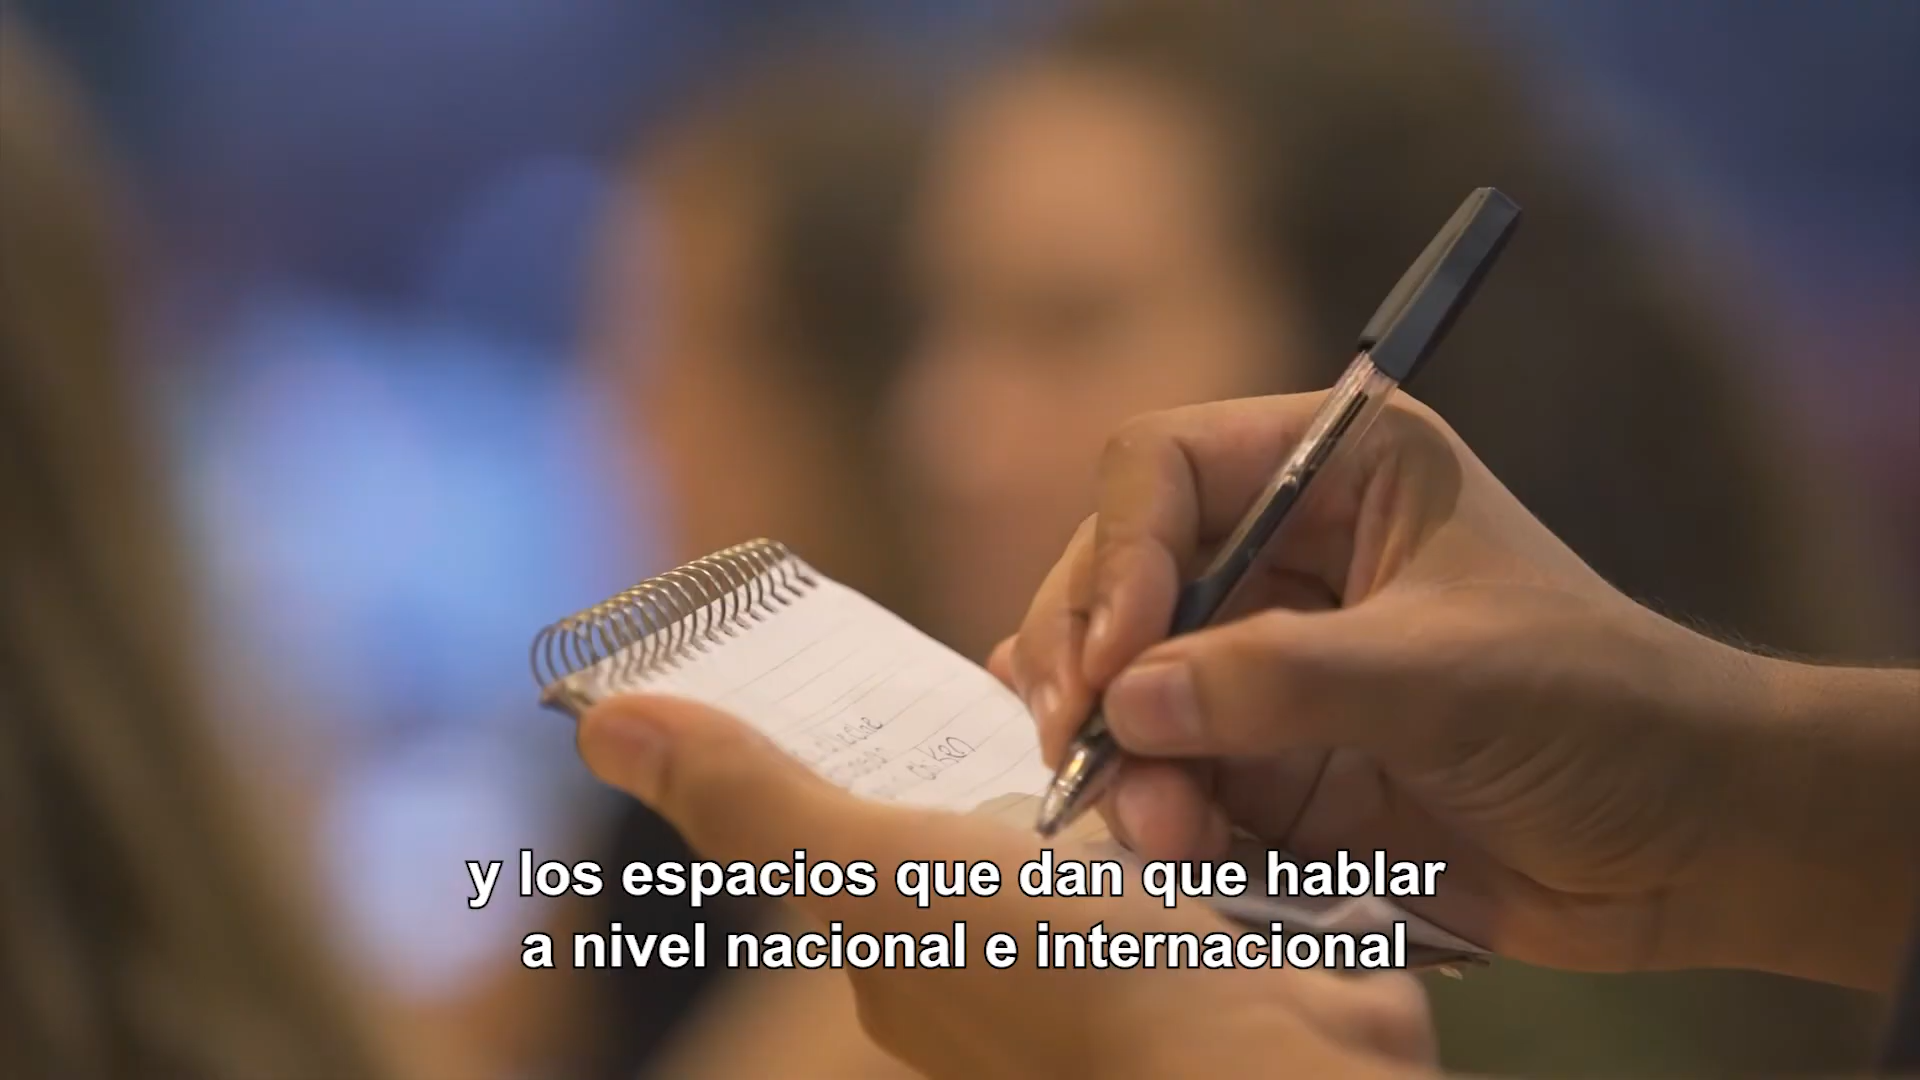 y los espacios que dan que hablar
a nivel nacional e internacional